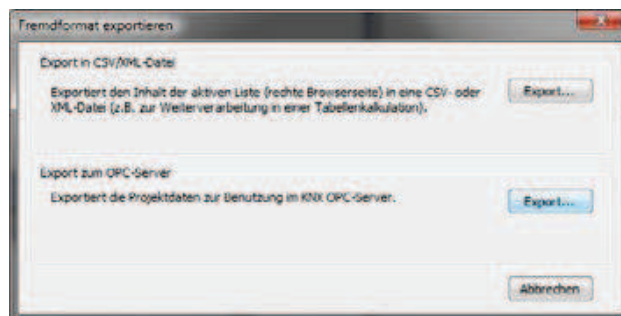 Fremdformat exportieren
Export in CSV/XML-Datei
Exportiert den Inhalt der aktiven Liste (rechte Browserseite) in eine CSV- oder
XML-Datei (z.B. zur Weiterverarbeitung in einer Tabellenkalkulation).
Export...
Export zum OPC-Server
Exportiert die Projektdaten zur Benutzung im KNX OPC-Server.
Export...
Abbrechen